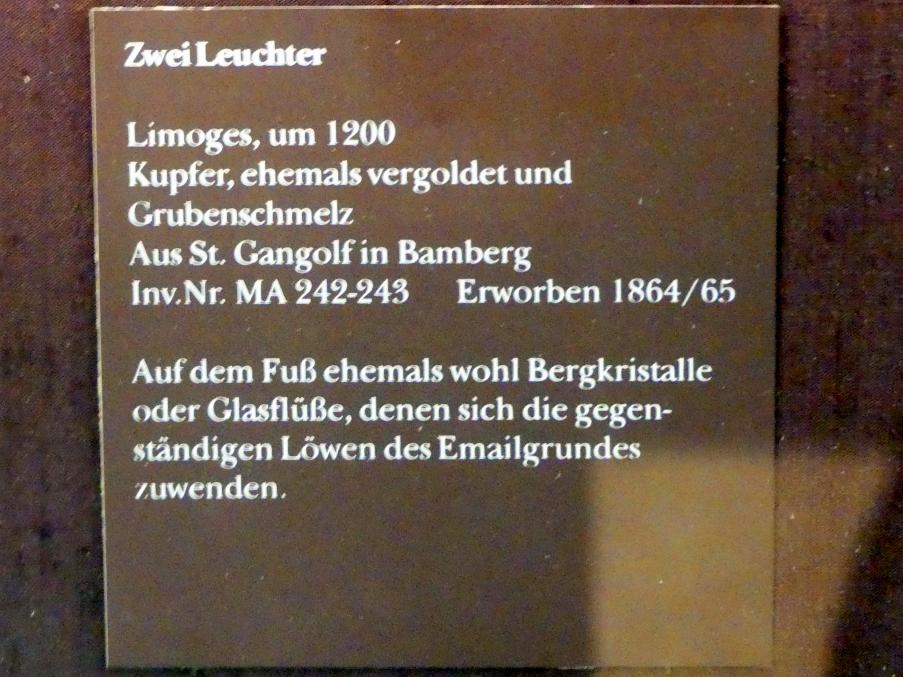 Zwei Leuchter
Limoges, um 1200
Kupfer, ehemals vergoldet und
Grubenschmelz
Aus St. Gangolf in Bamberg
Inv.Nr. MA 242-243 Erworben 1864/65
Auf dem Fuß ehemals wohl Bergkristalle
oder Glasflüße, denen sich die gegen-
ständigen Löwen des Emailgrundes
zuwenden.